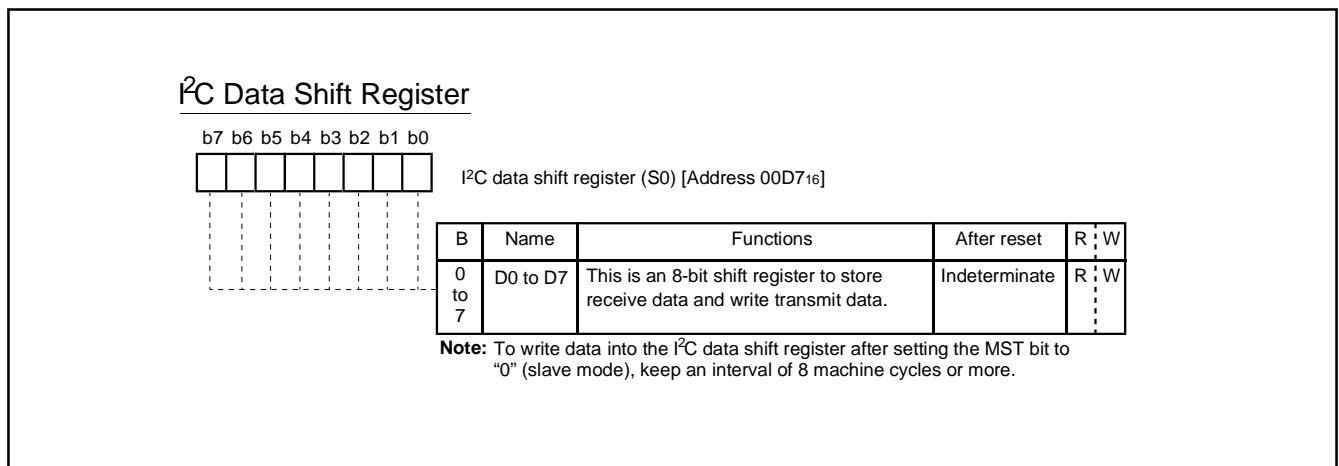 I²C Data Shift Register
b7 b6 b5 b4 b3 b2 b1 b0
I²C data shift register (S0) [Address 00D7₁₆]
B Name Functions After reset R W
0 to 7 D0 to D7 This is an 8-bit shift register to store receive data and write transmit data. Indeterminate R W
Note: To write data into the I²C data shift register after setting the MST bit to
“0” (slave mode), keep an interval of 8 machine cycles or more.